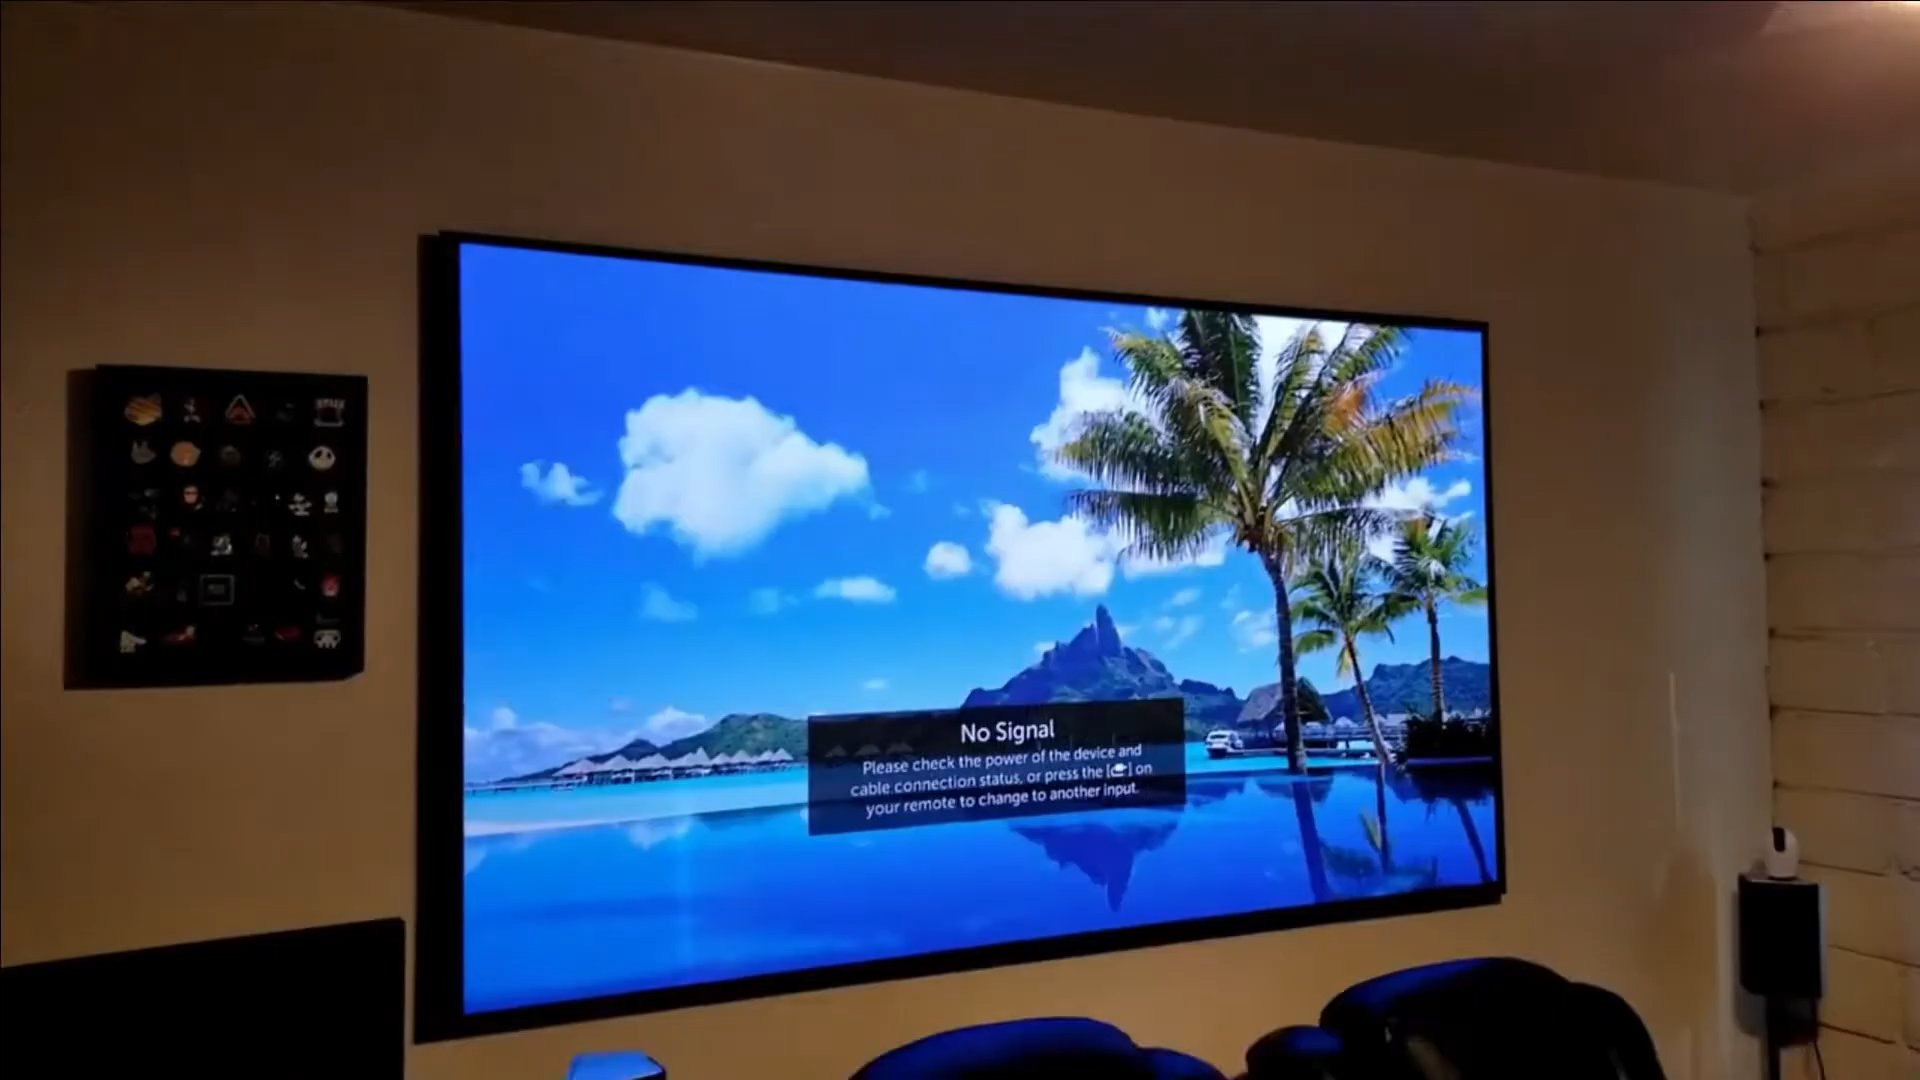 No Signal
Please check the power of the device and
cable connection status, or press the [ ] on
your remote to change to another input.